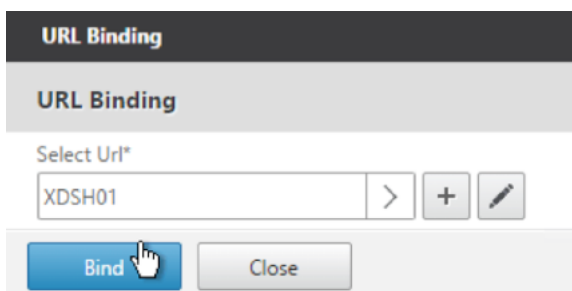 URL Binding
URL Binding
Select Url*
XDSH01
Bind Close